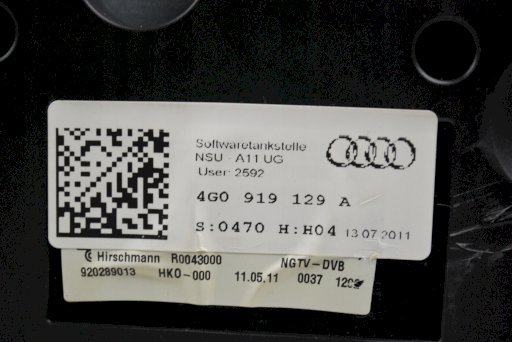 Softwaretankstelle
NSU - A11 UG
User: 2592
4G0 919 129 A
S:0470 H:H04 13.07.2011
Hirschmann R0043000 NGTV-DVB
920289013 HKO-000 11.05.11 0037